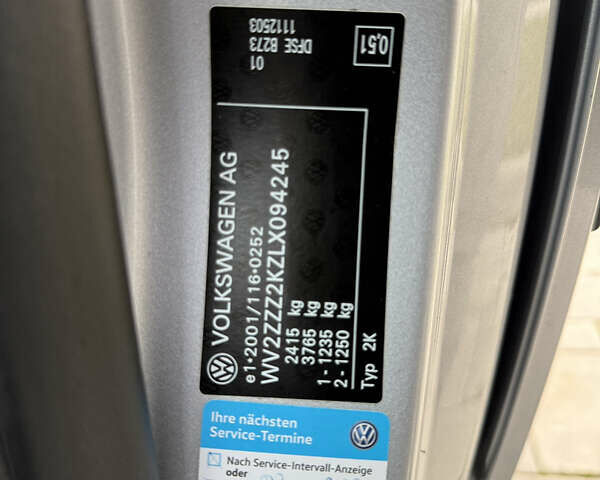 VOLKSWAGEN AG
e1*2001/116*0252
WV2ZZZ2KZLX094245
2415 kg
3765 kg
1 - 1235 kg
2 - 1250 kg
Typ 2K
01
DFSE B273
1112503
0,51
Ihre nächsten
Service-Termine
Nach Service-Intervall-Anzeige
oder